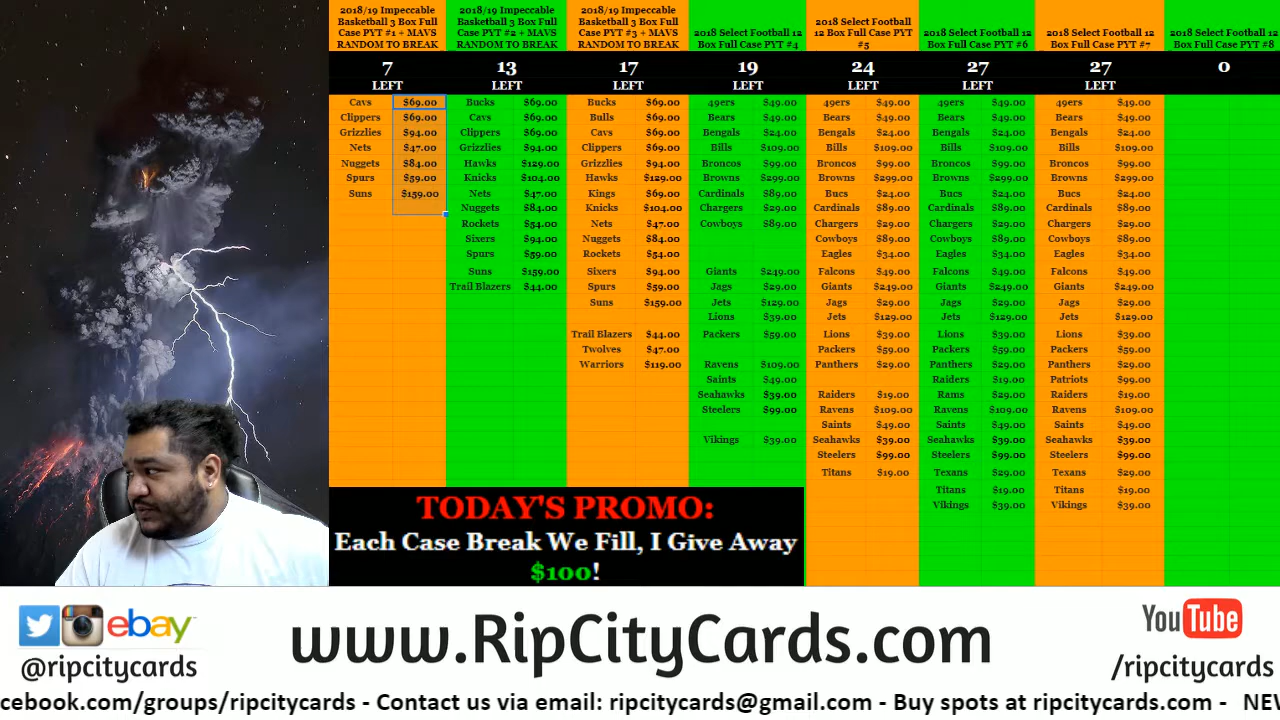 2018/19 Impeccable
Basketball 3 Box Full
Case PYT #1 + MAVS
RANDOM TO BREAK
7
LEFT
Cavs $69.00
Clippers $69.00
Grizzlies $94.00
Nets $47.00
Nuggets $84.00
Spurs $59.00
Suns $159.00
2018/19 Impeccable
Basketball 3 Box Full
Case PYT #2 + MAVS
RANDOM TO BREAK
13
LEFT
Bucks $69.00
Cavs $69.00
Clippers $69.00
Grizzlies $94.00
Hawks $129.00
Knicks $104.00
Nets $47.00
Nuggets $84.00
Rockets $54.00
Sixers $94.00
Spurs $59.00
Suns $159.00
Trail Blazers $44.00
2018/19 Impeccable
Basketball 3 Box Full
Case PYT #3 + MAVS
RANDOM TO BREAK
17
LEFT
Bucks $69.00
Bulls $69.00
Cavs $69.00
Clippers $69.00
Grizzlies $94.00
Hawks $129.00
Kings $69.00
Knicks $104.00
Nets $47.00
Nuggets $84.00
Rockets $54.00
Sixers $94.00
Spurs $59.00
Suns $159.00
Trail Blazers $44.00
Twolves $47.00
Warriors $119.00
2018 Select Football 12
Box Full Case PYT #4
19
LEFT
49ers $49.00
Bears $49.00
Bengals $24.00
Bills $109.00
Broncos $99.00
Browns $299.00
Cardinals $89.00
Chargers $29.00
Cowboys $89.00
Giants $249.00
Jags $29.00
Jets $129.00
Lions $39.00
Packers $59.00
Ravens $109.00
Saints $49.00
Seahawks $39.00
Steelers $99.00
Vikings $39.00
2018 Select Football
12 Box Full Case PYT
#5
24
LEFT
49ers $49.00
Bears $49.00
Bengals $24.00
Bills $109.00
Broncos $99.00
Browns $299.00
Bucs $24.00
Cardinals $89.00
Chargers $29.00
Cowboys $89.00
Eagles $34.00
Falcons $49.00
Giants $249.00
Jags $29.00
Jets $129.00
Lions $39.00
Packers $59.00
Panthers $29.00
Raiders $19.00
Ravens $109.00
Saints $49.00
Seahawks $39.00
Steelers $99.00
Titans $19.00
2018 Select Football 12
Box Full Case PYT #6
27
LEFT
49ers $49.00
Bears $49.00
Bengals $24.00
Bills $109.00
Broncos $99.00
Browns $299.00
Bucs $24.00
Cardinals $89.00
Chargers $29.00
Cowboys $89.00
Eagles $34.00
Falcons $49.00
Giants $249.00
Jags $29.00
Jets $129.00
Lions $39.00
Packers $59.00
Panthers $29.00
Raiders $19.00
Rams $29.00
Ravens $109.00
Saints $49.00
Seahawks $39.00
Steelers $99.00
Texans $29.00
Titans $19.00
Vikings $39.00
2018 Select Football 12
Box Full Case PYT #7
27
LEFT
49ers $49.00
Bears $49.00
Bengals $24.00
Bills $109.00
Broncos $99.00
Browns $299.00
Bucs $24.00
Cardinals $89.00
Chargers $29.00
Cowboys $89.00
Eagles $34.00
Falcons $49.00
Giants $249.00
Jags $29.00
Jets $129.00
Lions $39.00
Packers $59.00
Panthers $29.00
Patriots $99.00
Raiders $19.00
Ravens $109.00
Saints $49.00
Seahawks $39.00
Steelers $99.00
Texans $29.00
Titans $19.00
Vikings $39.00
2018 Select Football 12
Box Full Case PYT #8
0
TODAY'S PROMO:
Each Case Break We Fill, I Give Away
$100!
ebay
@ripcitycards
www.RipCityCards.com
YouTube
/ripcitycards
cebook.com/groups/ripcitycards - Contact us via email: ripcitycards@gmail.com - Buy spots at ripcitycards.com - NEV